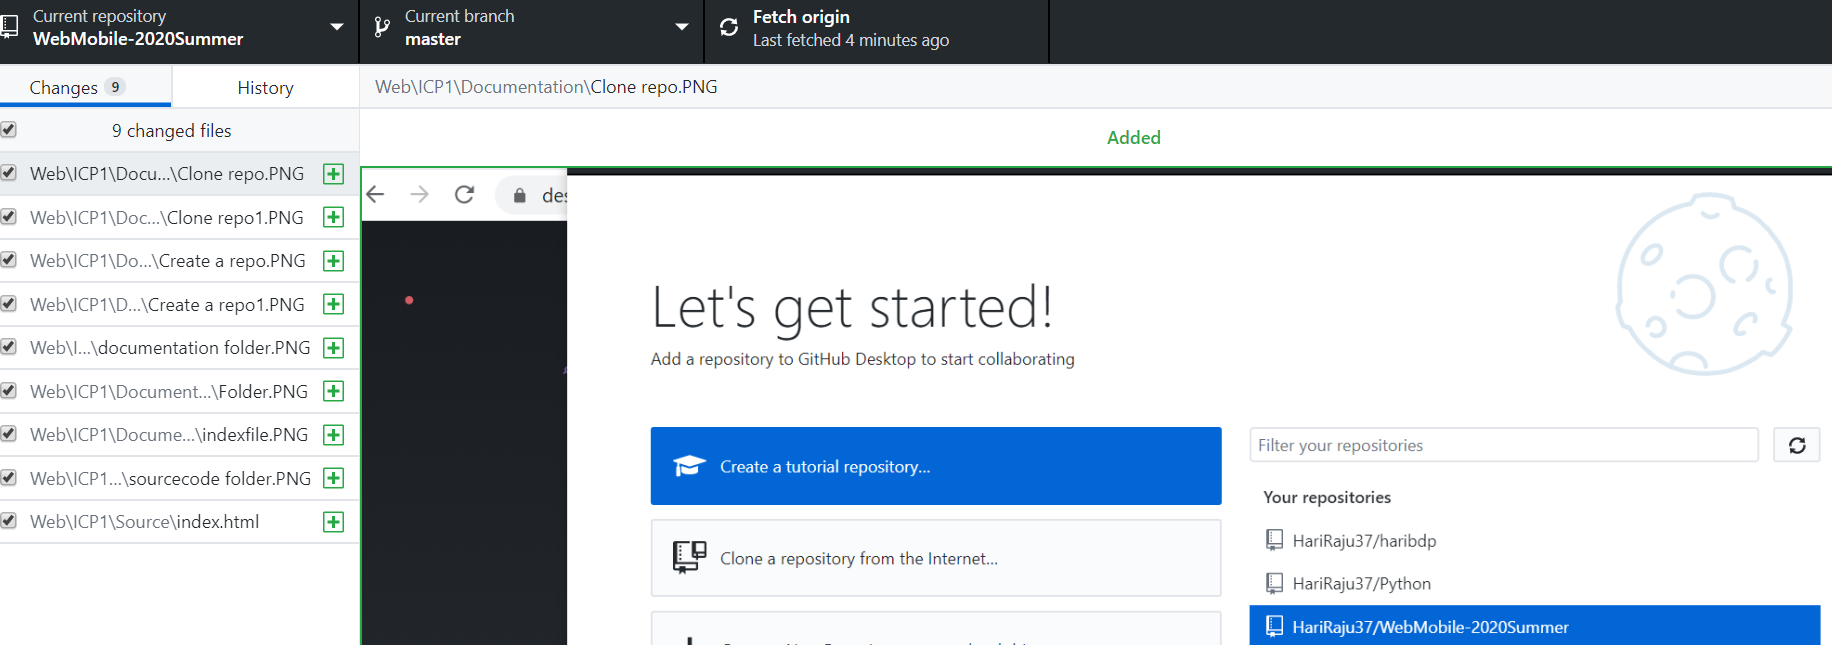 Current repository
WebMobile-2020Summer
Current branch
master
Fetch origin
Last fetched 4 minutes ago
Changes 9
History
Web\ICP1\Documentation\Clone repo.PNG
9 changed files
Added
Web\ICP1\Docu...\Clone repo.PNG
Web\ICP1\Doc...\Clone repo1.PNG
Web\ICP1\Do...\Create a repo.PNG
Web\ICP1\D...\Create a repo1.PNG
Web\I...\documentation folder.PNG
Web\ICP1\Document...\Folder.PNG
Web\ICP1\Docume...\indexfile.PNG
Web\ICP1...\sourcecode folder.PNG
Web\ICP1\Source\index.html
des
Let's get started!
Add a repository to GitHub Desktop to start collaborating
Create a tutorial repository...
Clone a repository from the Internet...
Filter your repositories
Your repositories
HariRaju37/haribdp
HariRaju37/Python
HariRaju37/WebMobile-2020Summer